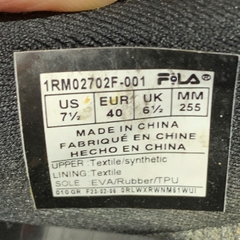 1RM02702F-001 FILA
US EUR UK MM
7½ 40 6½ 255
MADE IN CHINA
FABRIQUÉ EN CHINE
HECHO EN CHINA
UPPER: Textile/synthetic
LINING: Textile
SOLE: EVA/Rubber/TPU